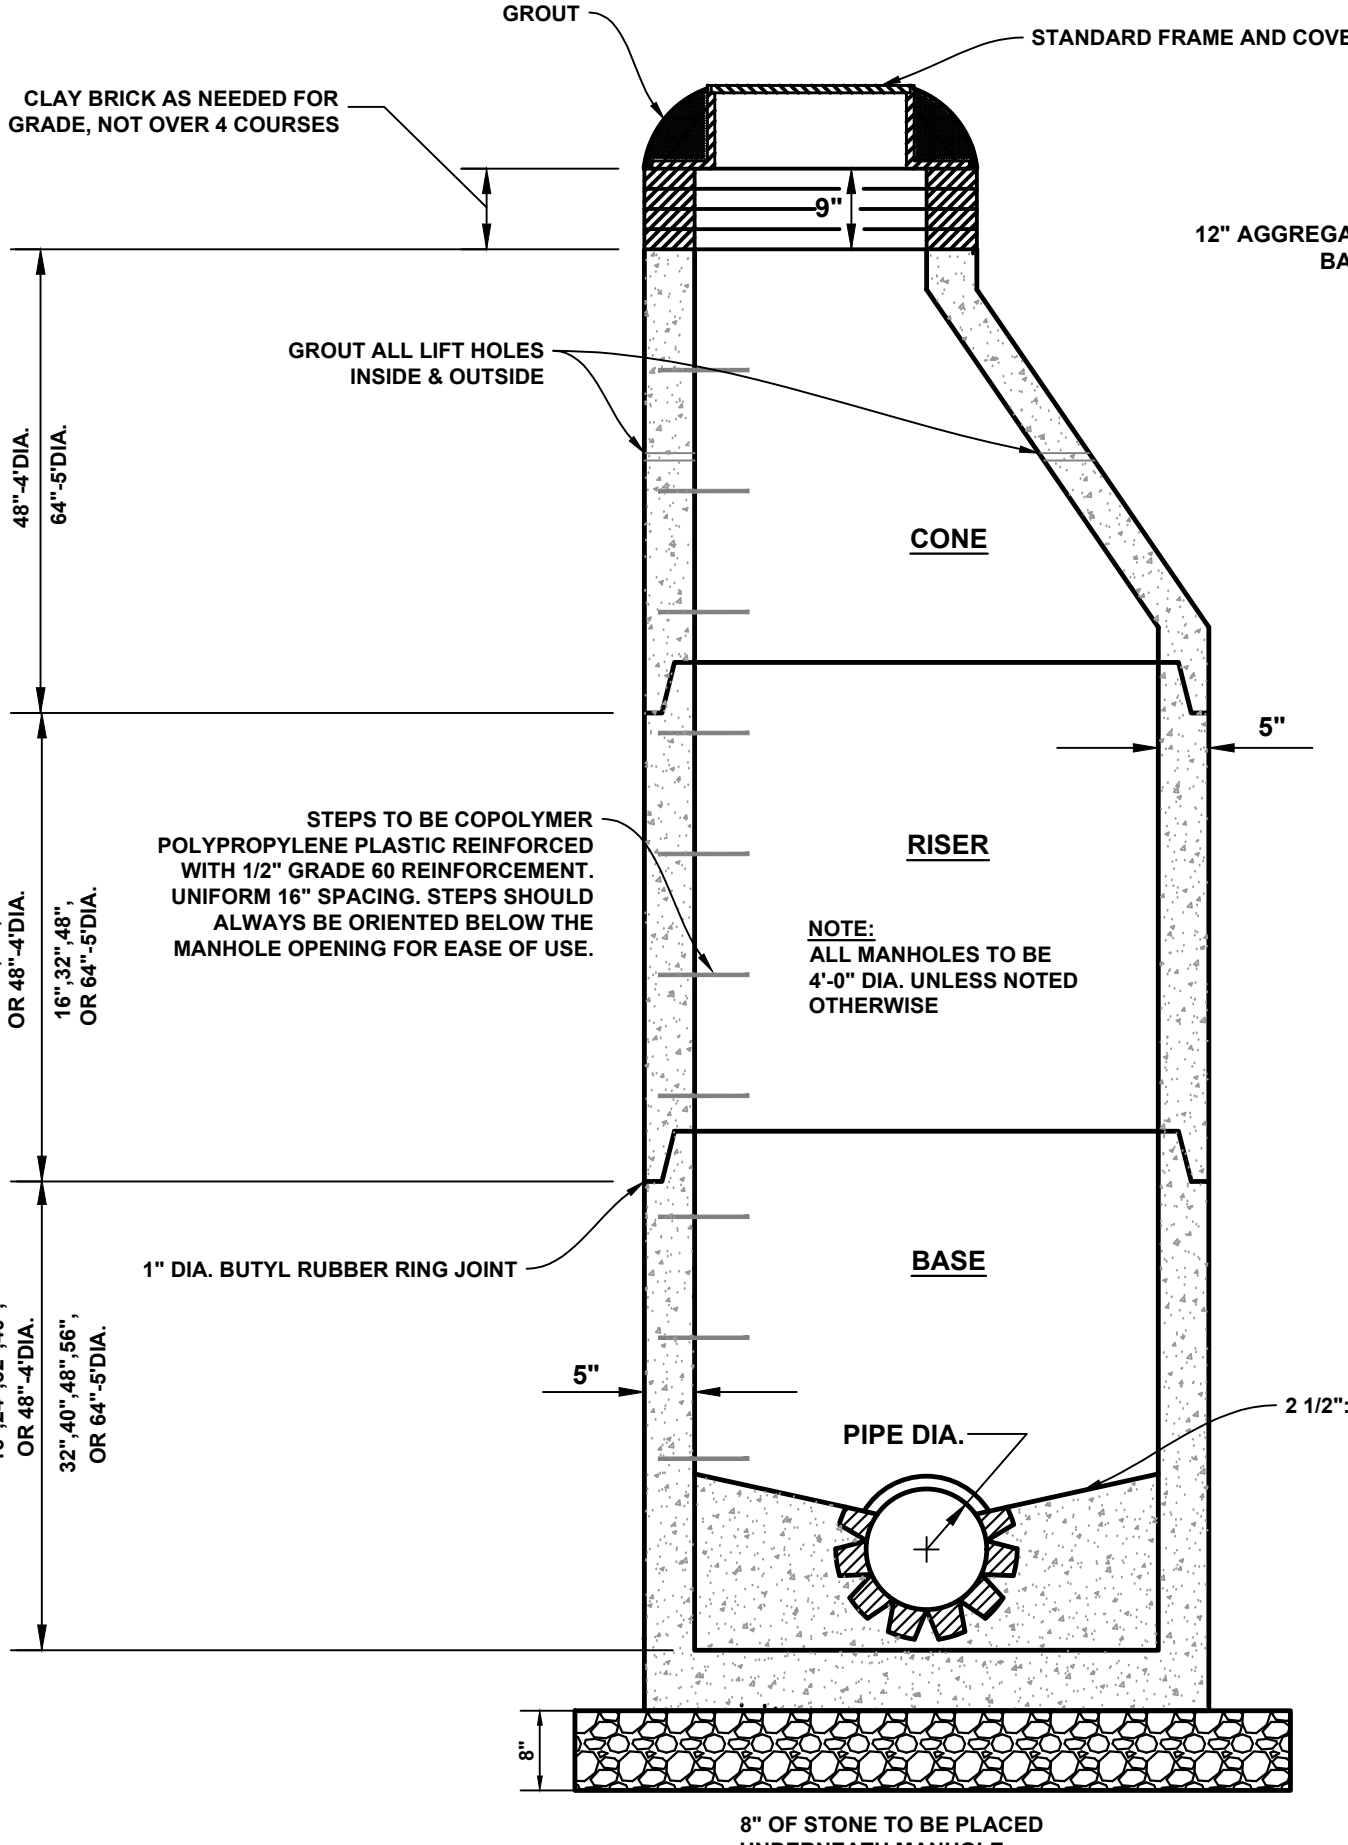 GROUT
STANDARD FRAME AND COVE
CLAY BRICK AS NEEDED FOR
GRADE, NOT OVER 4 COURSES
9"
12" AGGREGA
BA
GROUT ALL LIFT HOLES
INSIDE & OUTSIDE
48"-4'DIA.
64"-5'DIA.
CONE
5"
STEPS TO BE COPOLYMER
POLYPROPYLENE PLASTIC REINFORCED
WITH 1/2" GRADE 60 REINFORCEMENT.
UNIFORM 16" SPACING. STEPS SHOULD
ALWAYS BE ORIENTED BELOW THE
MANHOLE OPENING FOR EASE OF USE.
RISER
NOTE:
ALL MANHOLES TO BE
4'-0" DIA. UNLESS NOTED
OTHERWISE
OR 48"-4'DIA.
16",32",48",
OR 64"-5'DIA.
1" DIA. BUTYL RUBBER RING JOINT
BASE
OR 48"-4'DIA.
32",40",48",56",
OR 64"-5'DIA.
5"
PIPE DIA.
2 1/2":
8"
8" OF STONE TO BE PLACED
UNDERNEATH MANHOLE